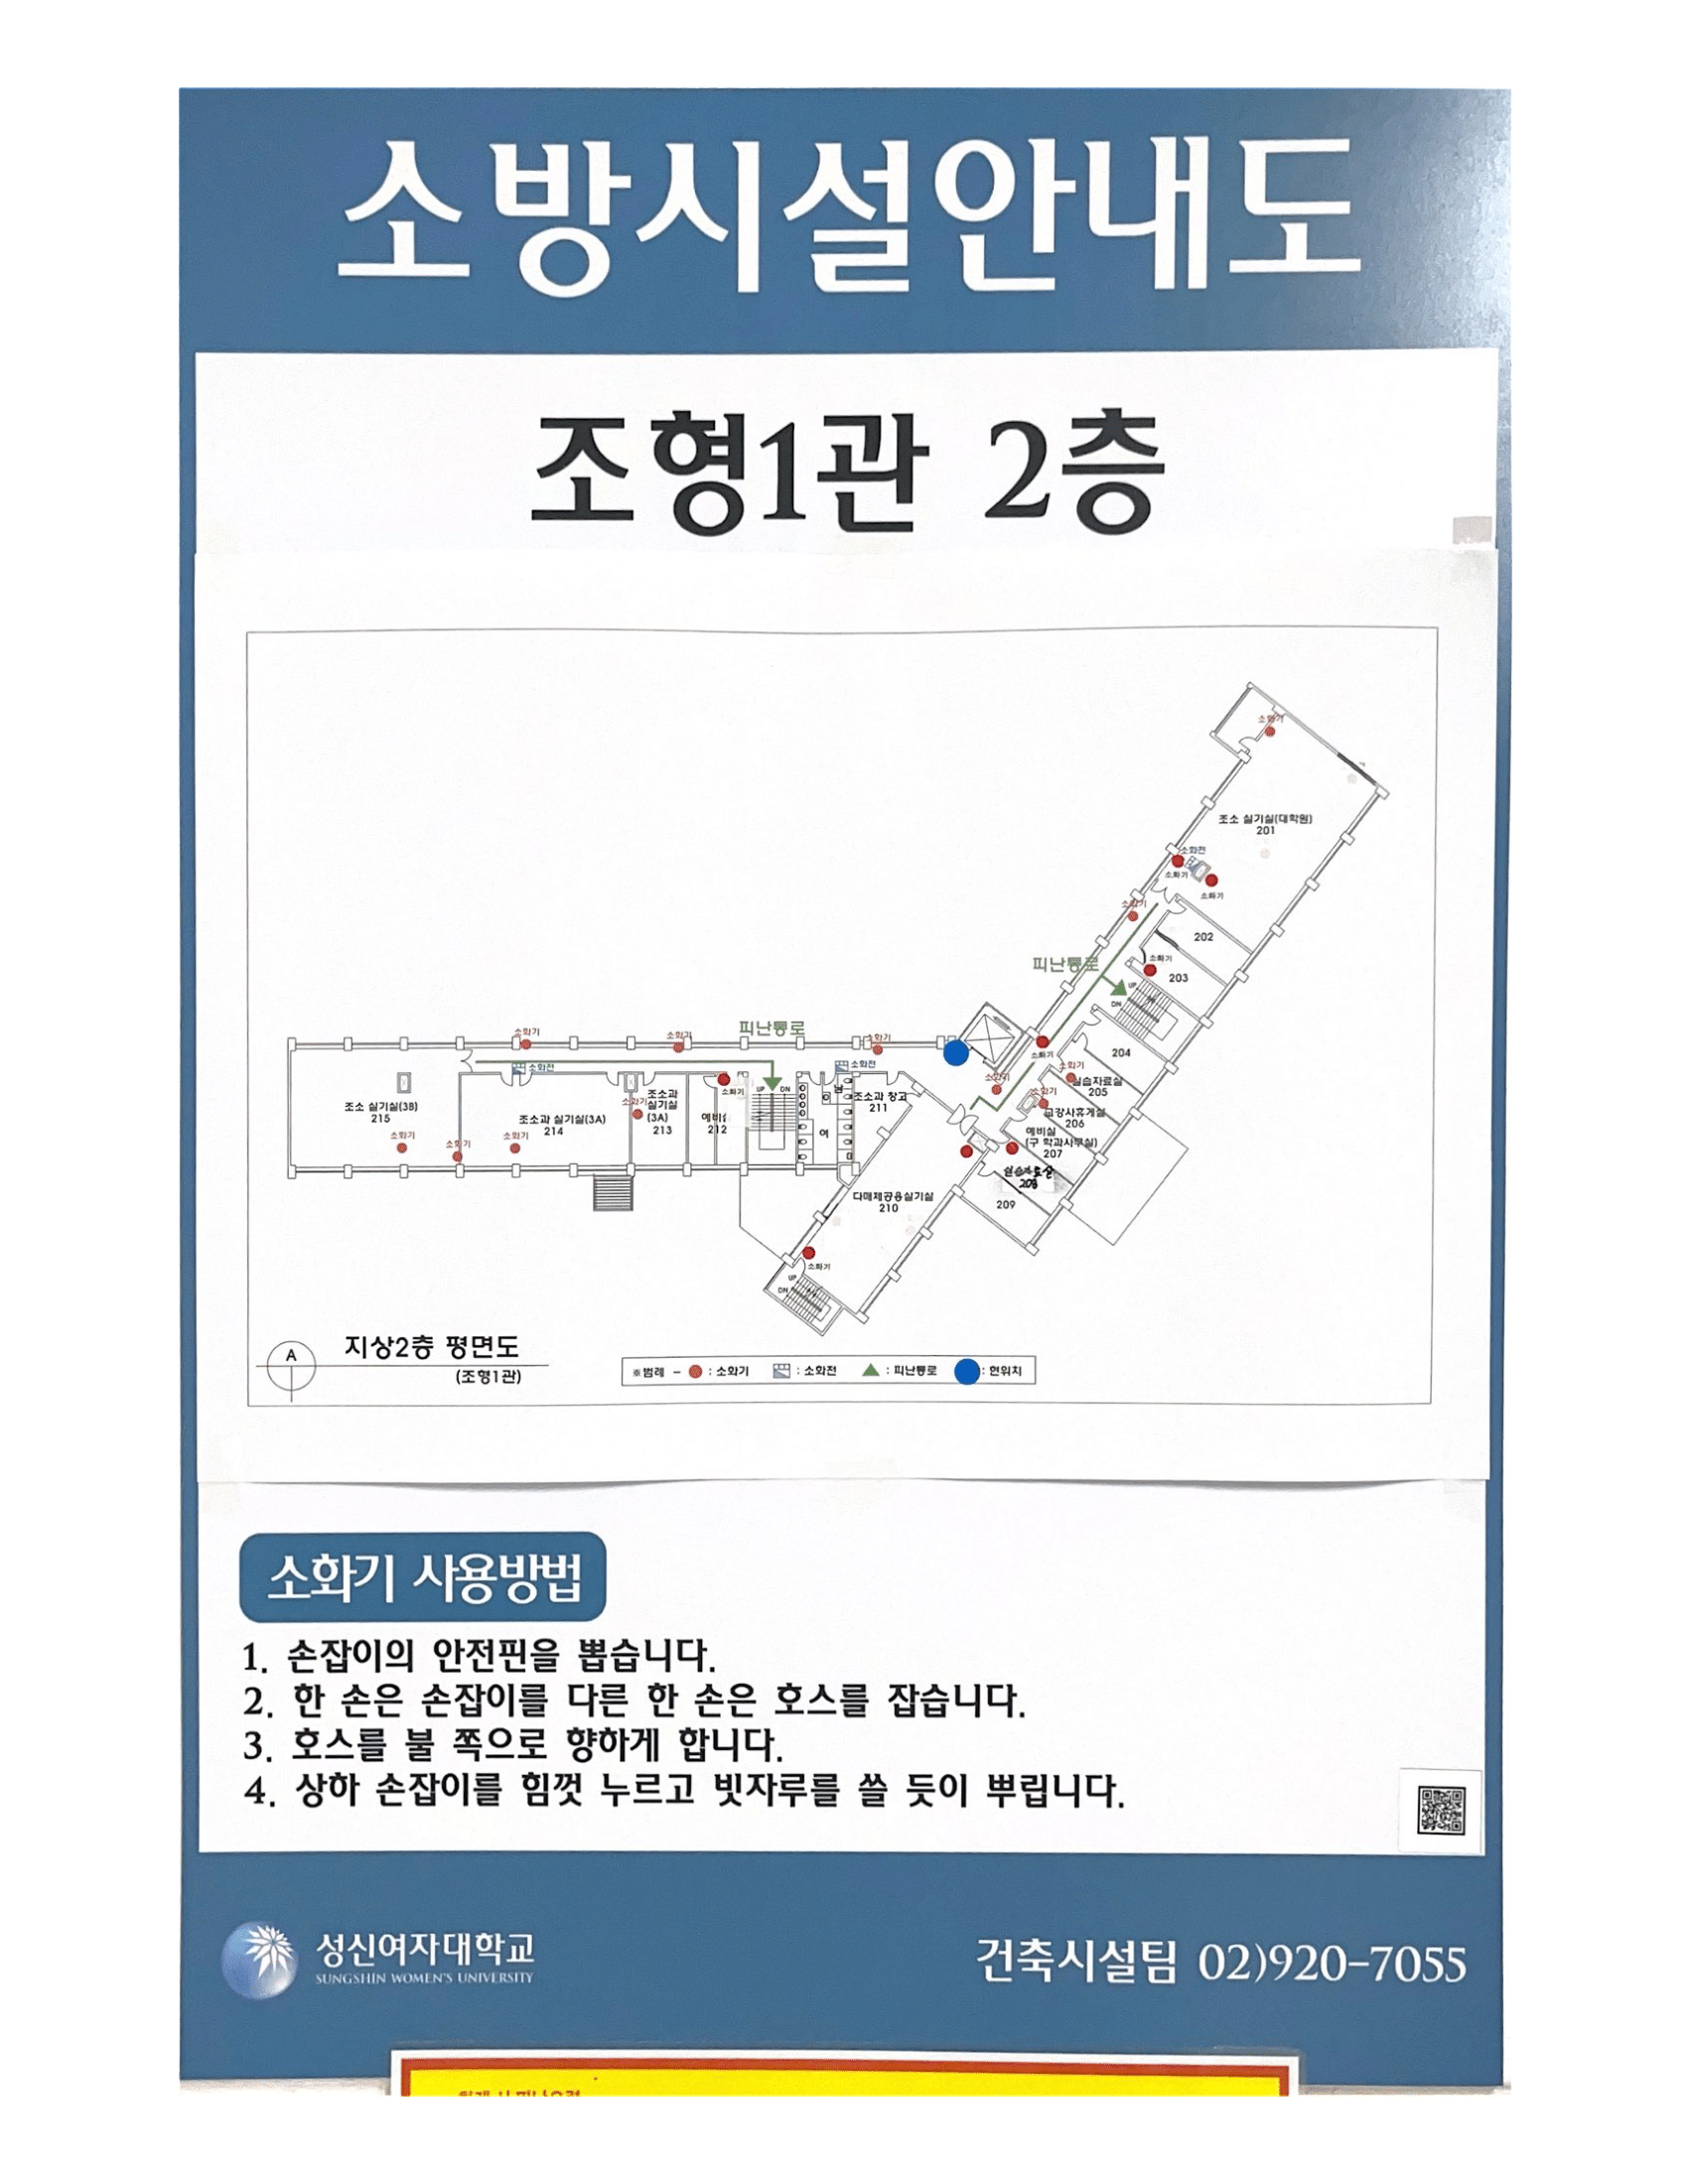 소방시설안내도
조형1관 2층
소화기
조소 실기실(대학원)
201
소화전
소화기
소화기
소화기
202
피난통로
소화기
203
UP
DN
소화기
204
소화기
실습자료실
205
소화기
교강사휴게실
206
소화기
예비실
(구 학과사무실)
207
208
209
소화기
소화기
피난통로
소화기
소화전
소화전
조소 실기실(3B)
215
조소과 실기실(3A)
214
소화기
조소과
실기실
(3A)
213
소화기
212
UP DN
남
여
조소과 창고
211
소화기
소화기
소화기
다매체공용실기실
210
소화기
UP
DN
A
지상2층 평면도
(조형1관)
※범례 - : 소화기 : 소화전 : 피난통로 : 현위치
소화기 사용방법
1. 손잡이의 안전핀을 뽑습니다.
2. 한 손은 손잡이를 다른 한 손은 호스를 잡습니다.
3. 호스를 불 쪽으로 향하게 합니다.
4. 상하 손잡이를 힘껏 누르고 빗자루를 쓸 듯이 뿌립니다.
성신여자대학교
SUNGSHIN WOMEN'S UNIVERSITY
건축시설팀 02)920-7055